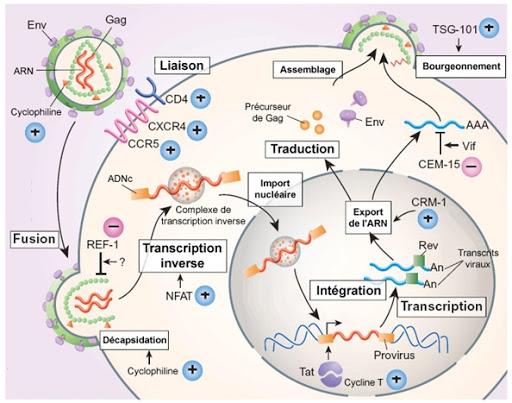 Env
Gag
ARN
Cyclophiline
+
Liaison
CD4
+
CXCR4
+
CCR5
+
TSG-101
+
Bourgeonnement
Assemblage
Précurseur
de Gag
Env
AAA
Vif
CEM-15
−
Traduction
ADNc
Complexe de
transcription inverse
Import
nucléaire
Export
de l'ARN
CRM-1
+
Fusion
−
REF-1
?
Transcription
inverse
NFAT
+
Rev
An
An
Transcrits
viraux
Intégration
Transcription
Décapsidation
Cyclophiline
+
Provirus
Tat
Cycline T
+